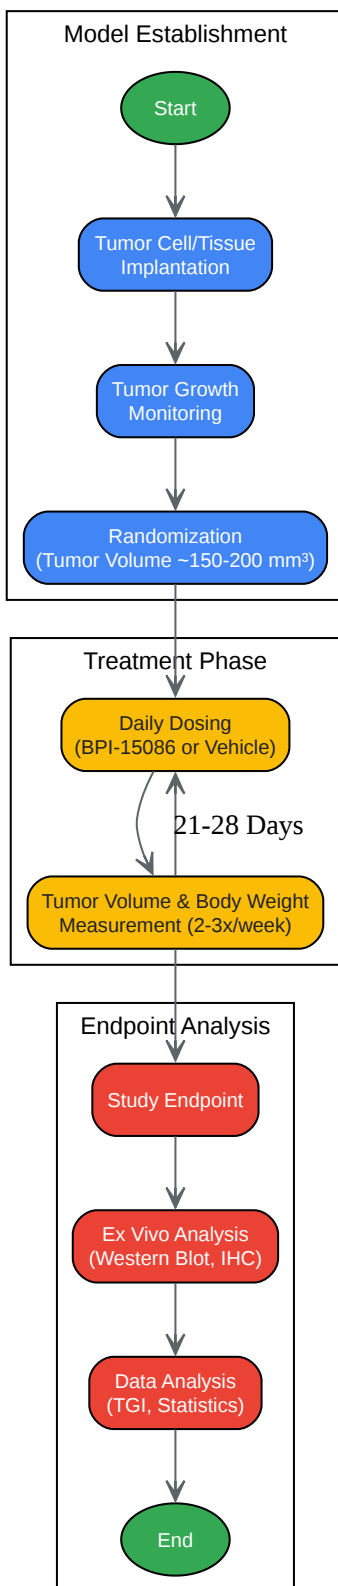 Model Establishment
Start
Tumor Cell/Tissue
Implantation
Tumor Growth
Monitoring
Randomization
(Tumor Volume ~150-200 mm³)
Treatment Phase
Daily Dosing
(BPI-15086 or Vehicle)
21-28 Days
Tumor Volume & Body Weight
Measurement (2-3x/week)
Endpoint Analysis
Study Endpoint
Ex Vivo Analysis
(Western Blot, IHC)
Data Analysis
(TGI, Statistics)
End